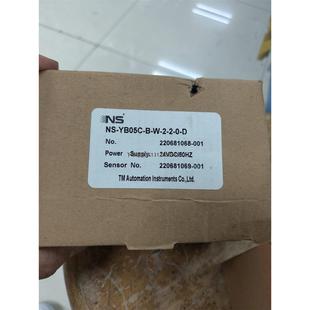 NS
NS-YB05C-B-W-2-2-0-D
No. 220681068-001
Power Supply 24VDC/50HZ
Sensor No. 220681069-001
TM Automation Instruments Co.,Ltd.